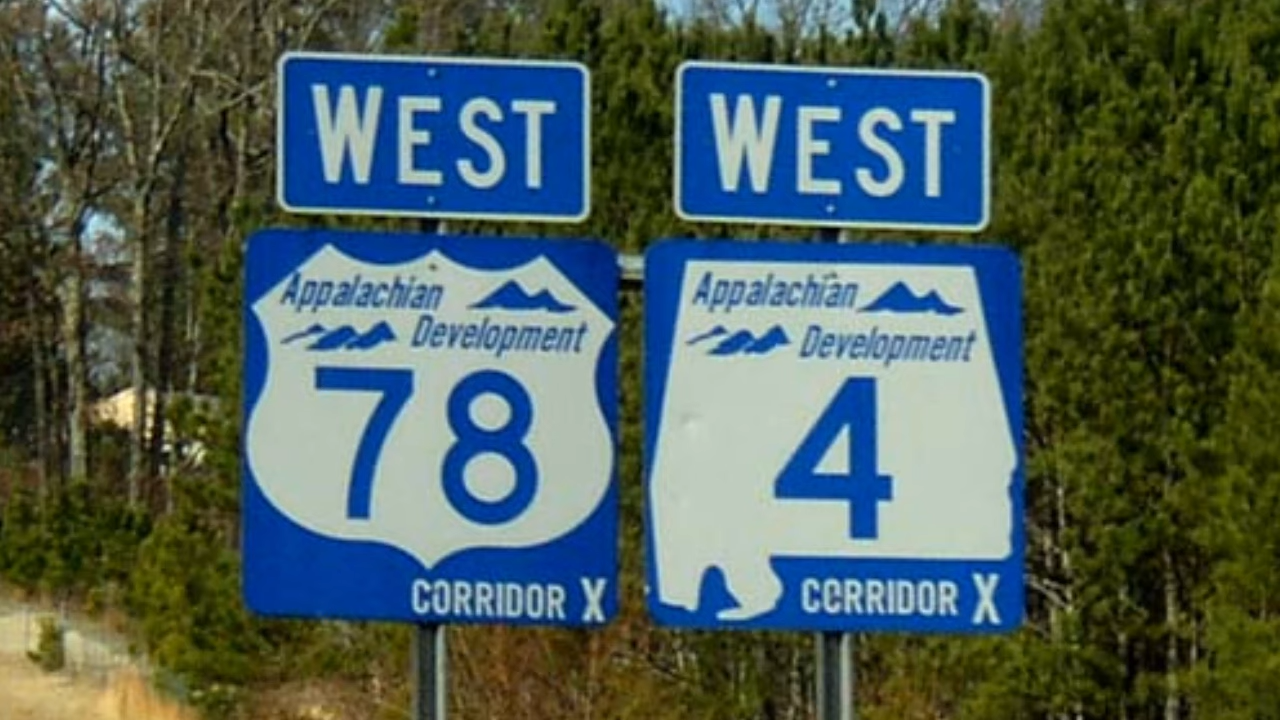 WEST
Appalachian
Development
78
CORRIDOR X
WEST
Appalachian
Development
4
CORRIDOR X